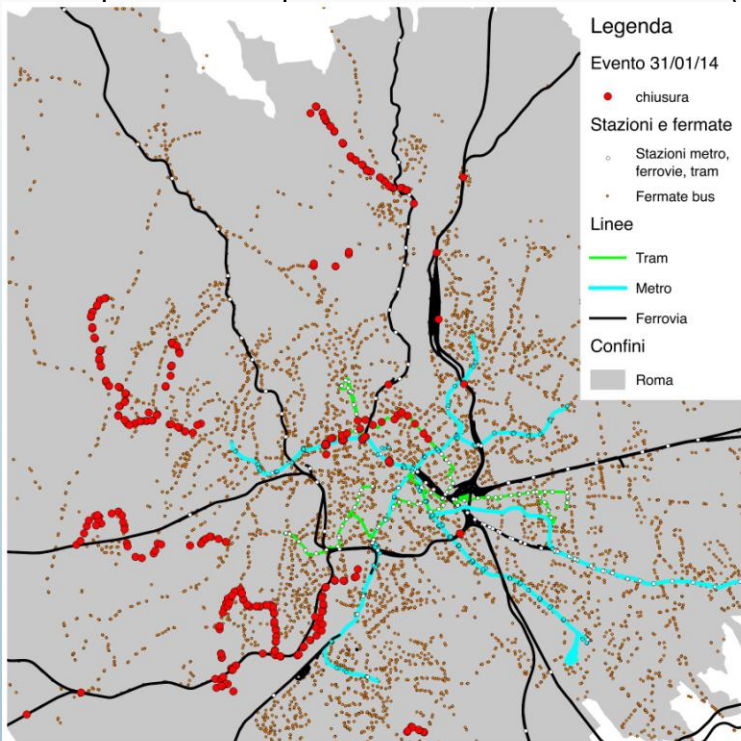 Legenda
Evento 31/01/14
chiusura
Stazioni e fermate
Stazioni metro,
ferrovie, tram
Fermate bus
Linee
Tram
Metro
Ferrovia
Confini
Roma